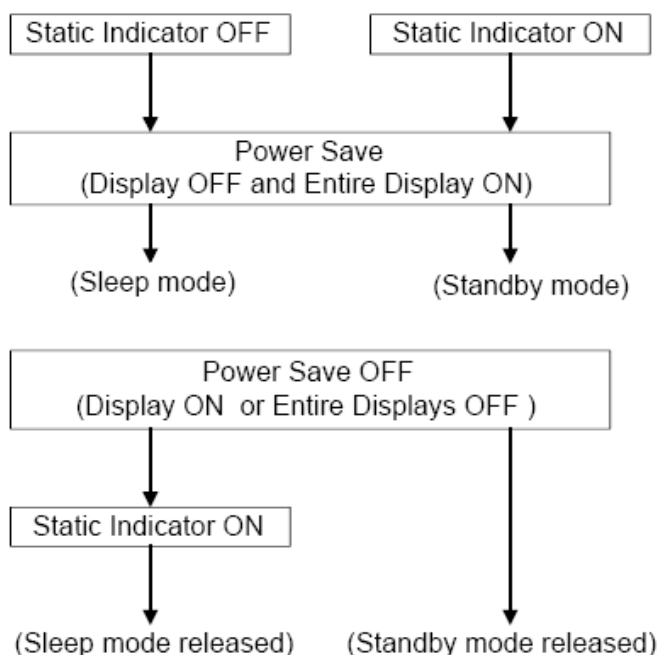 Static Indicator OFF
Static Indicator ON
Power Save
(Display OFF and Entire Display ON)
(Sleep mode)
(Standby mode)
Power Save OFF
(Display ON or Entire Displays OFF )
Static Indicator ON
(Sleep mode released)
(Standby mode released)